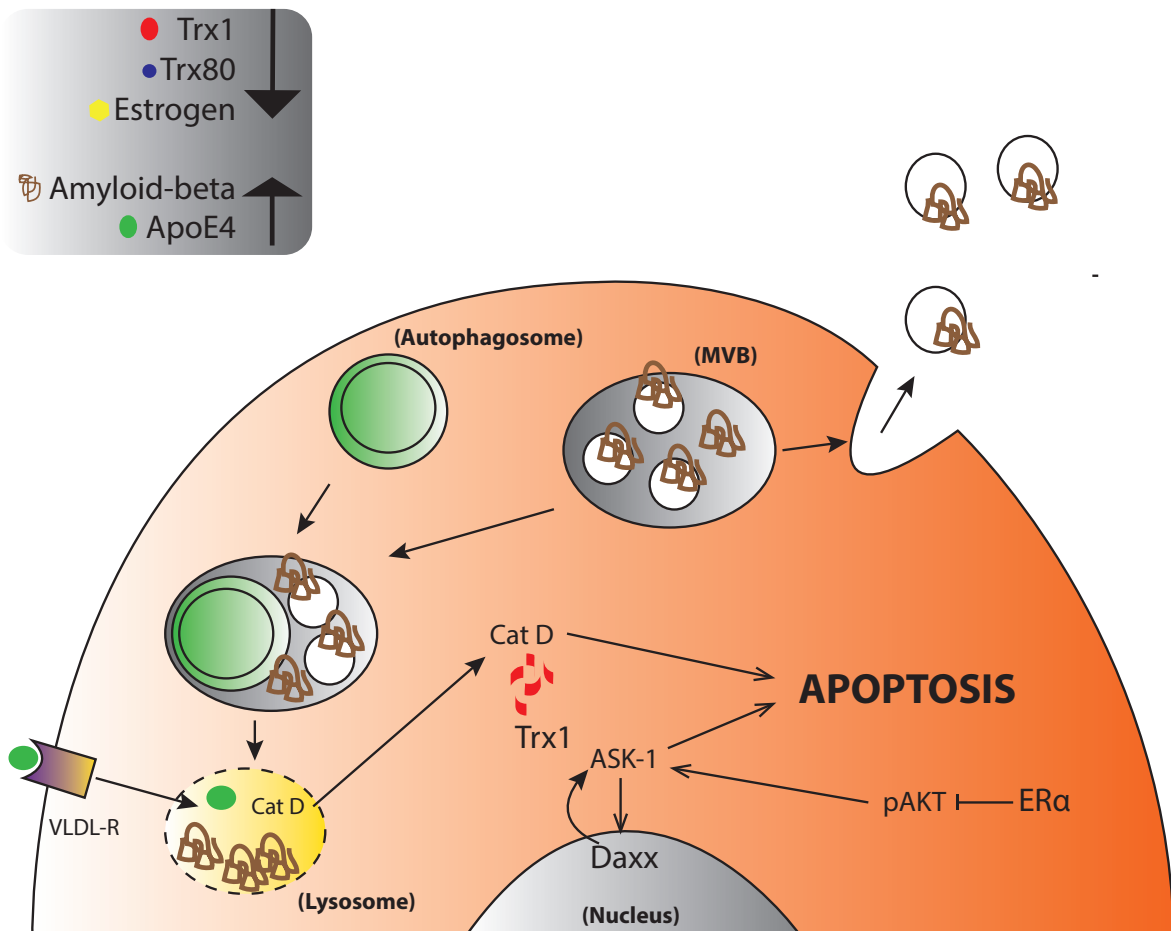 Trx1
Trx80
Estrogen
Amyloid-beta
ApoE4
-
(Autophagosome)
(MVB)
Cat D
APOPTOSIS
Trx1
ASK-1
pAKT
ERα
VLDL-R
Cat D
Daxx
(Lysosome)
(Nucleus)